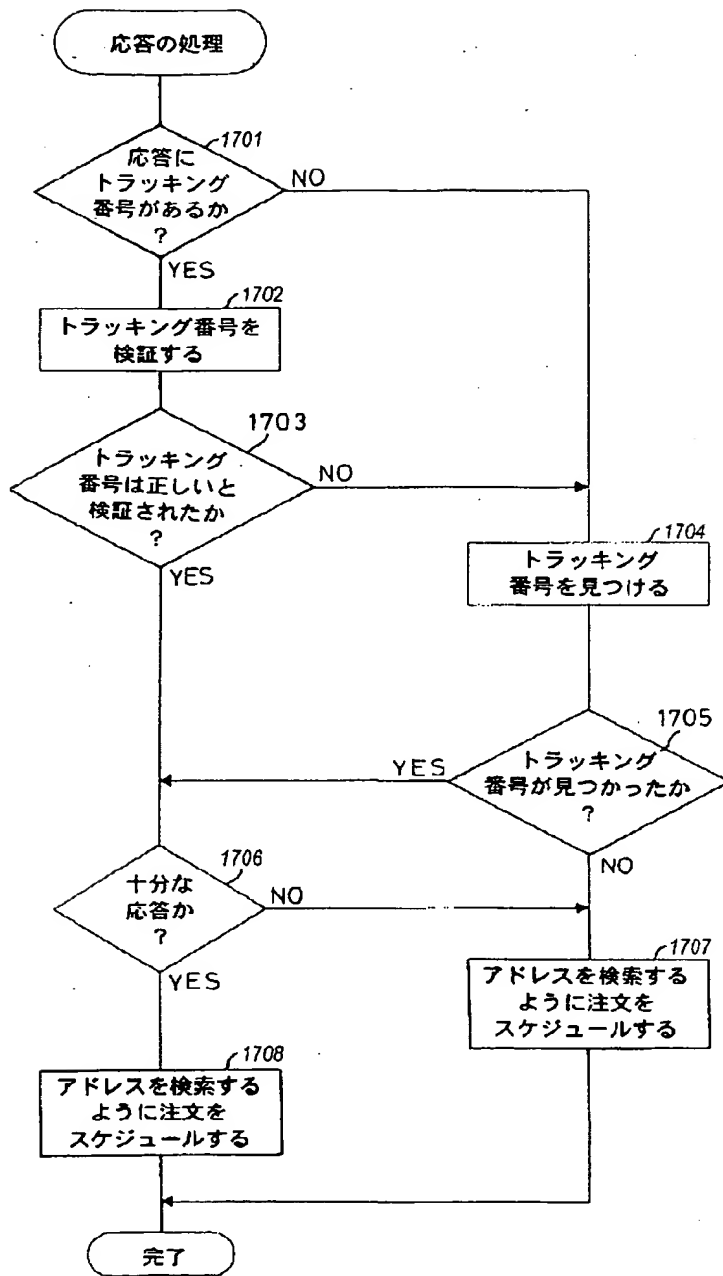 応答の処理
1701
応答に
トラッキング
番号があるか
?
NO
YES
1702
トラッキング番号を
検証する
1703
トラッキング
番号は正しいと
検証されたか
?
NO
YES
1704
トラッキング
番号を見つける
1705
トラッキング
番号が見つかったか
?
YES
NO
1706
十分な
応答か
?
NO
YES
1707
アドレスを検索する
ように注文を
スケジュールする
1708
アドレスを検索する
ように注文を
スケジュールする
完了